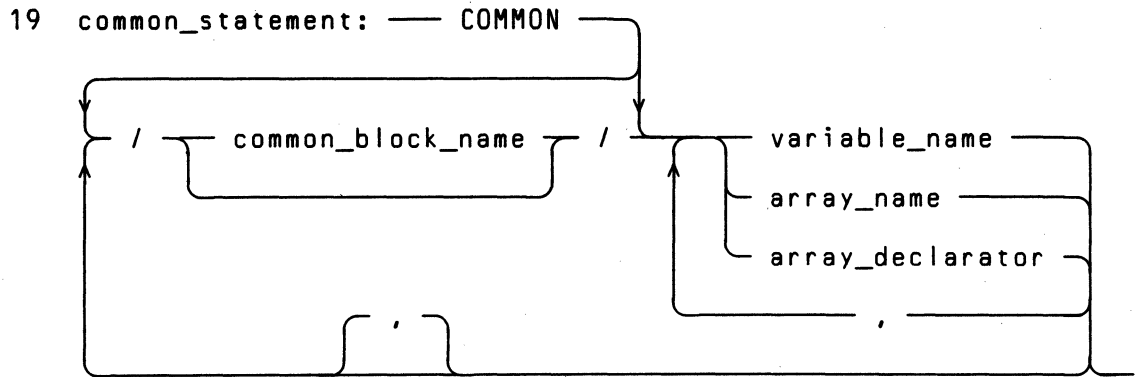 19 common_statement: COMMON
/ common_block_name / variable_name
array_name
array_declarator
,
,